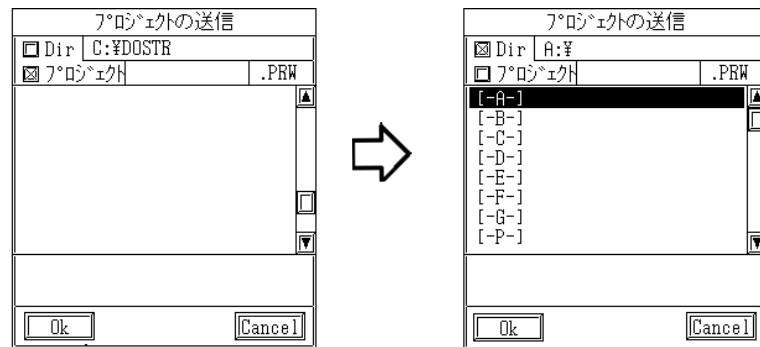 プロジェクトの送信
Dir C:¥DOSTR
プロジェクト .PRW
Ok Cancel
プロジェクトの送信
Dir A:¥
プロジェクト .PRW
[-A-]
[-B-]
[-C-]
[-D-]
[-E-]
[-F-]
[-G-]
[-P-]
Ok Cancel